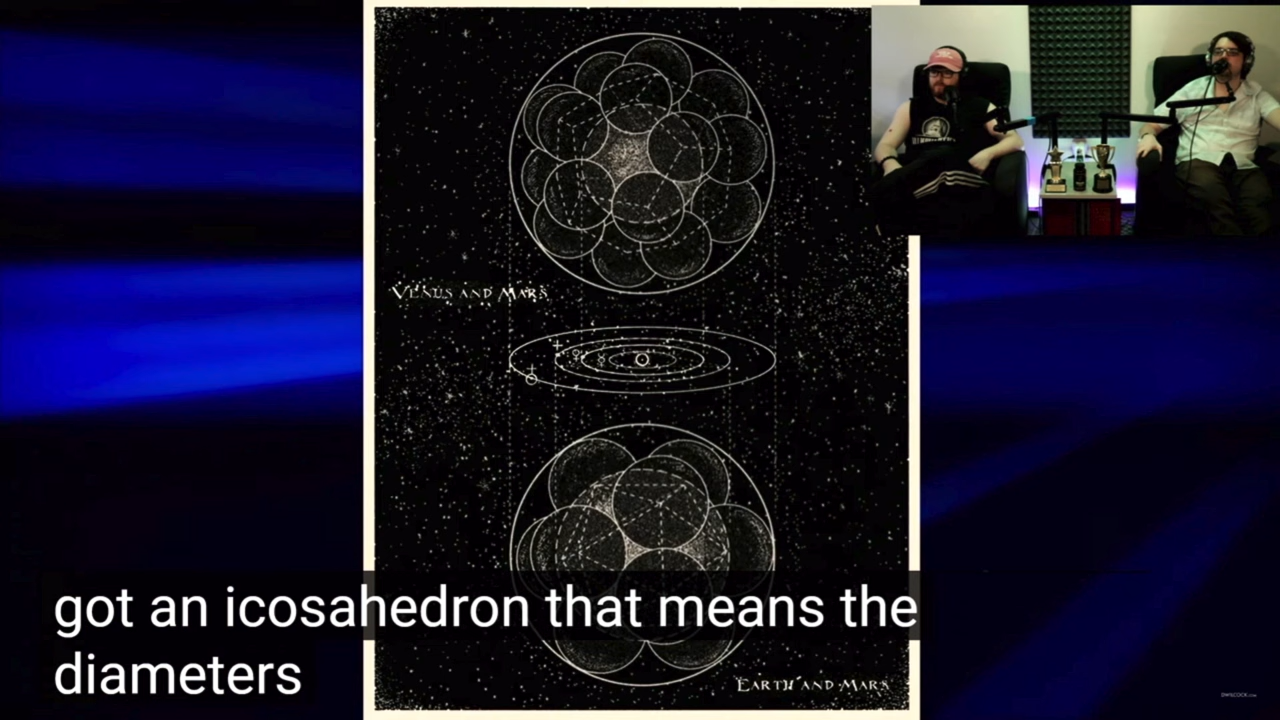 VENUS AND MARS
got an icosahedron that means the
diameters
EARTH AND MARS